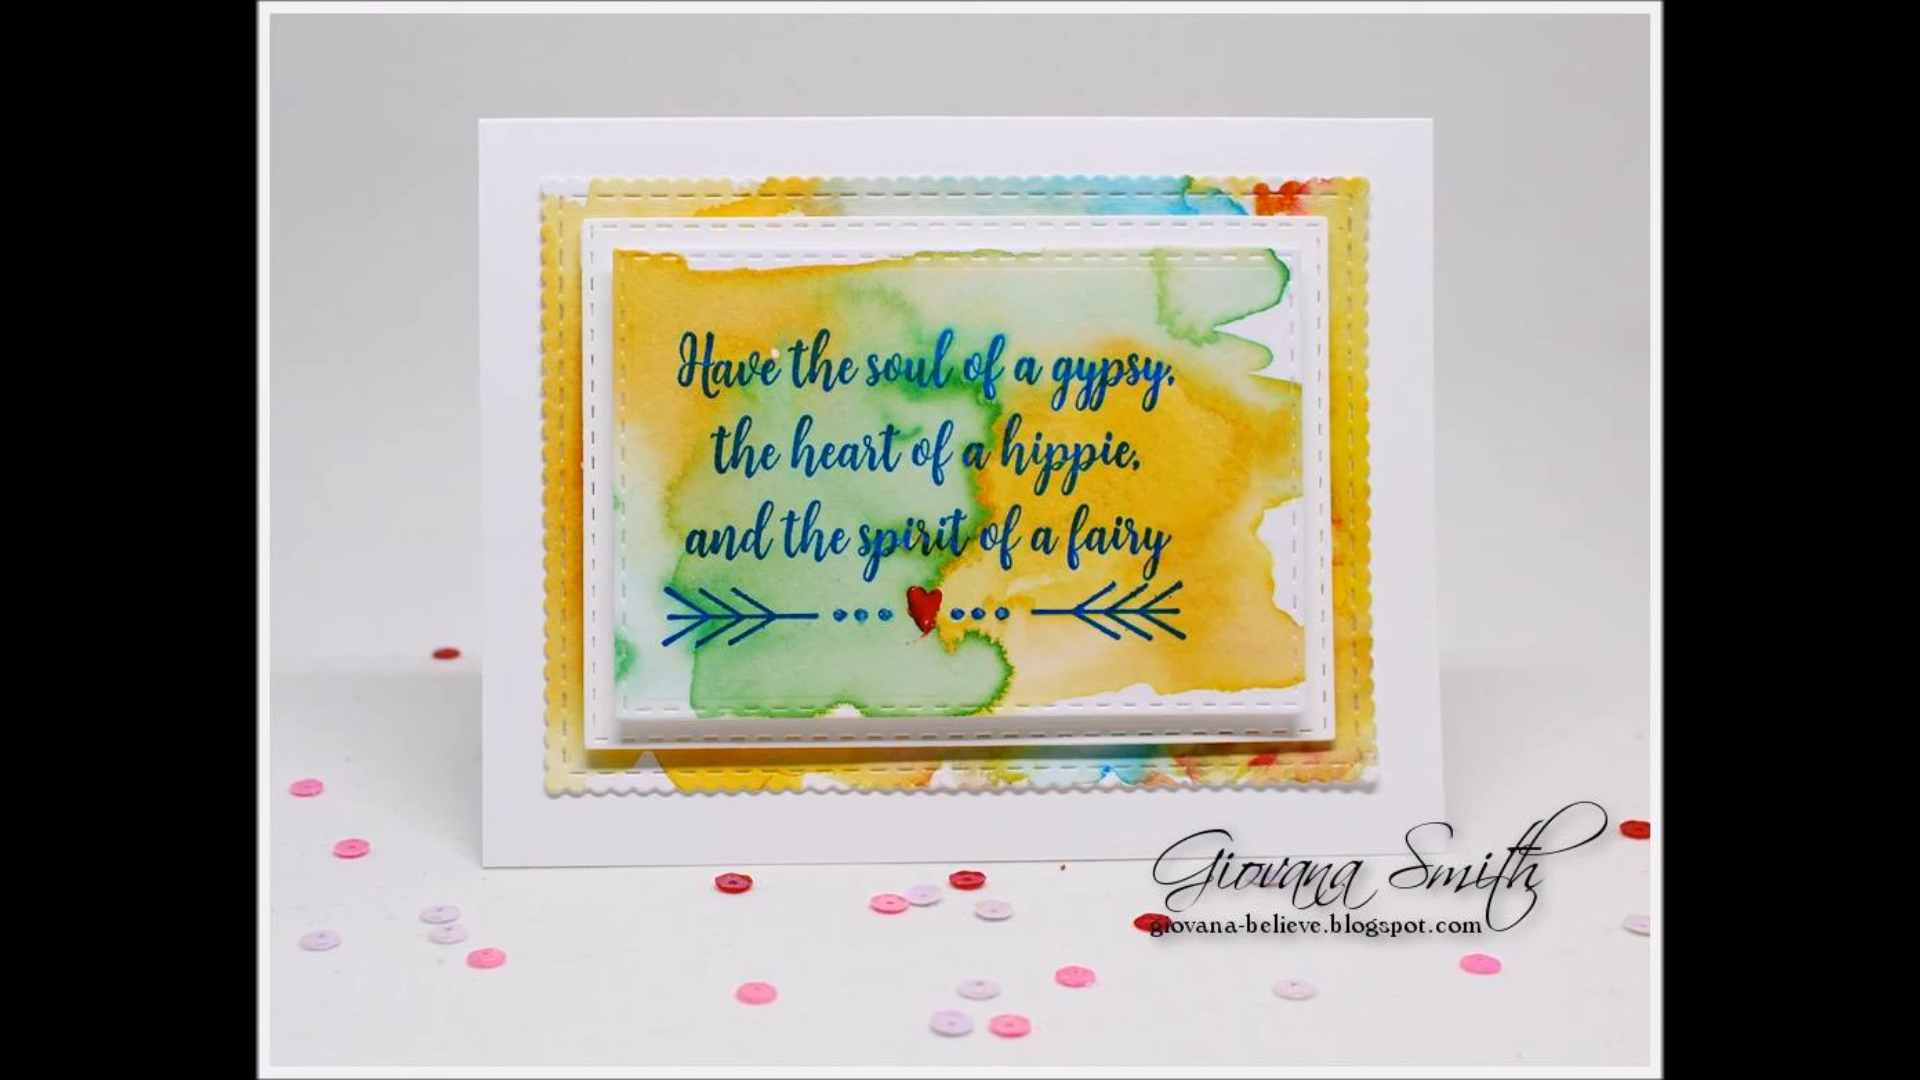 Have the soul of a gypsy,
the heart of a hippie,
and the spirit of a fairy
Giovana Smith
giovana-believe.blogspot.com